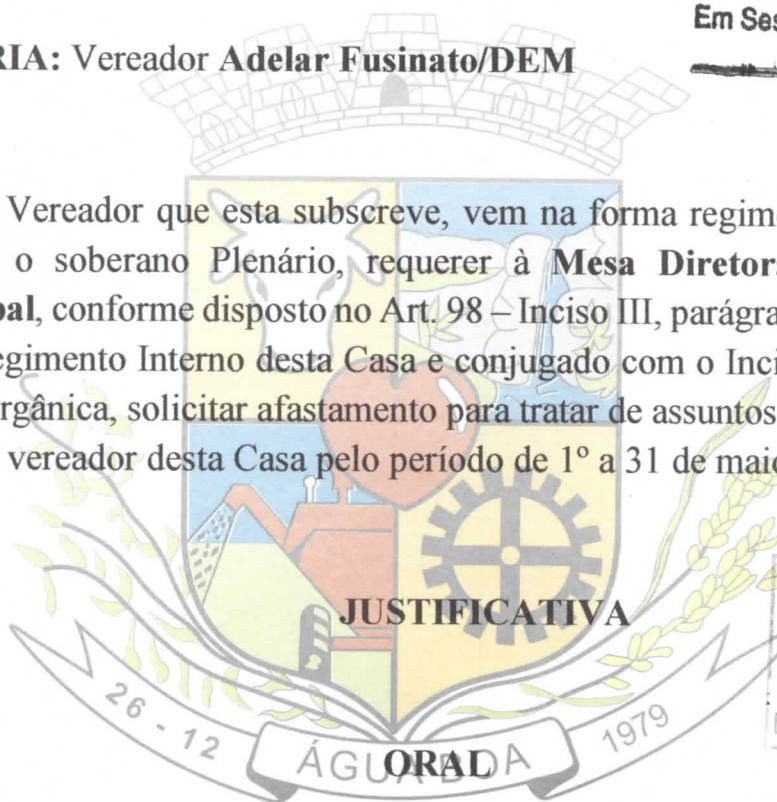 Em Ses
RIA: Vereador Adelar Fusinato/DEM
Vereador que esta subscreve, vem na forma regim
o soberano Plenário, requerer à Mesa Diretor
pal, conforme disposto no Art. 98 – Inciso III, parágra
egimento Interno desta Casa e conjugado com o Inci
rgânica, solicitar afastamento para tratar de assuntos
vereador desta Casa pelo período de 1º a 31 de maio
JUSTIFICATIVA
26 - 12
1979
ÁGUA BOA
ORAL